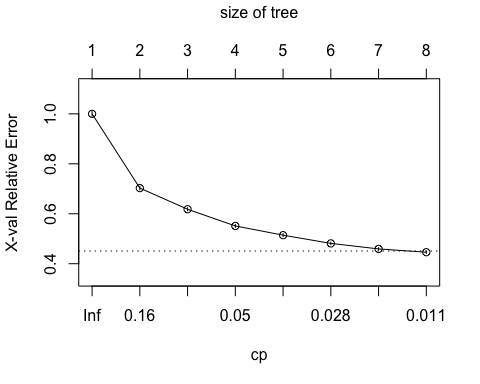 size of tree
1 2 3 4 5 6 7 8
X-val Relative Error
1.0
0.8
0.6
0.4
Inf 0.16 0.05 0.028 0.011
cp